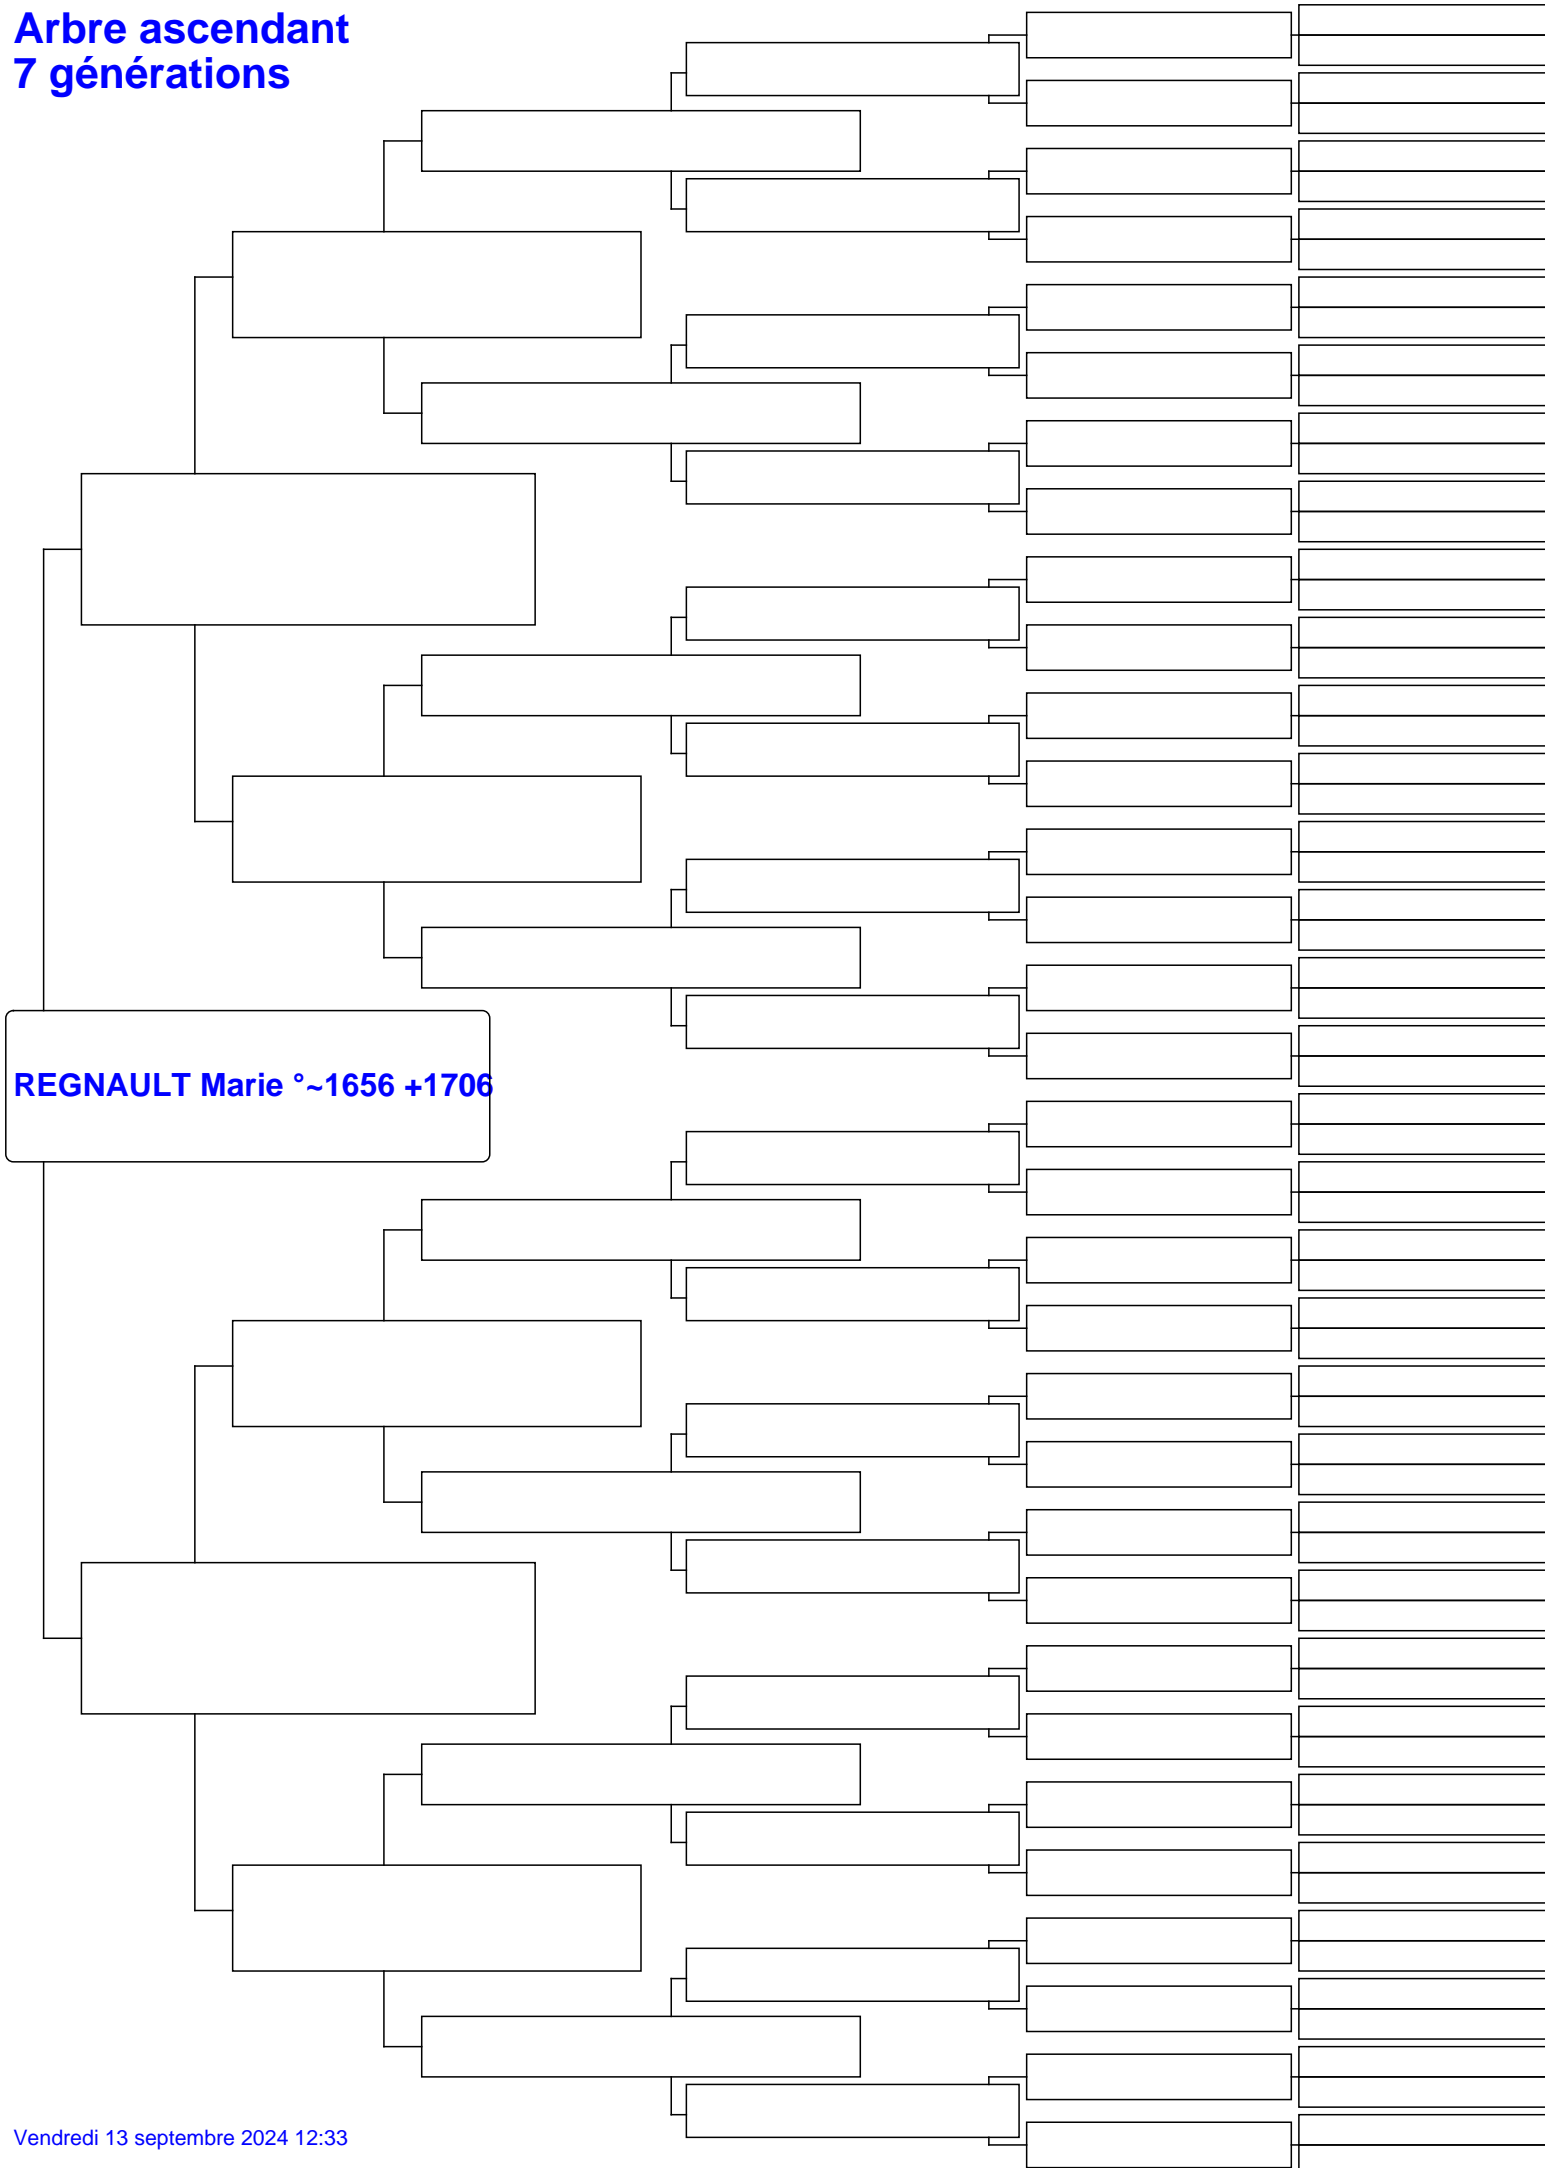 Arbre ascendant
7 générations
REGNAULT Marie °~1656 +1706
Vendredi 13 septembre 2024 12:33